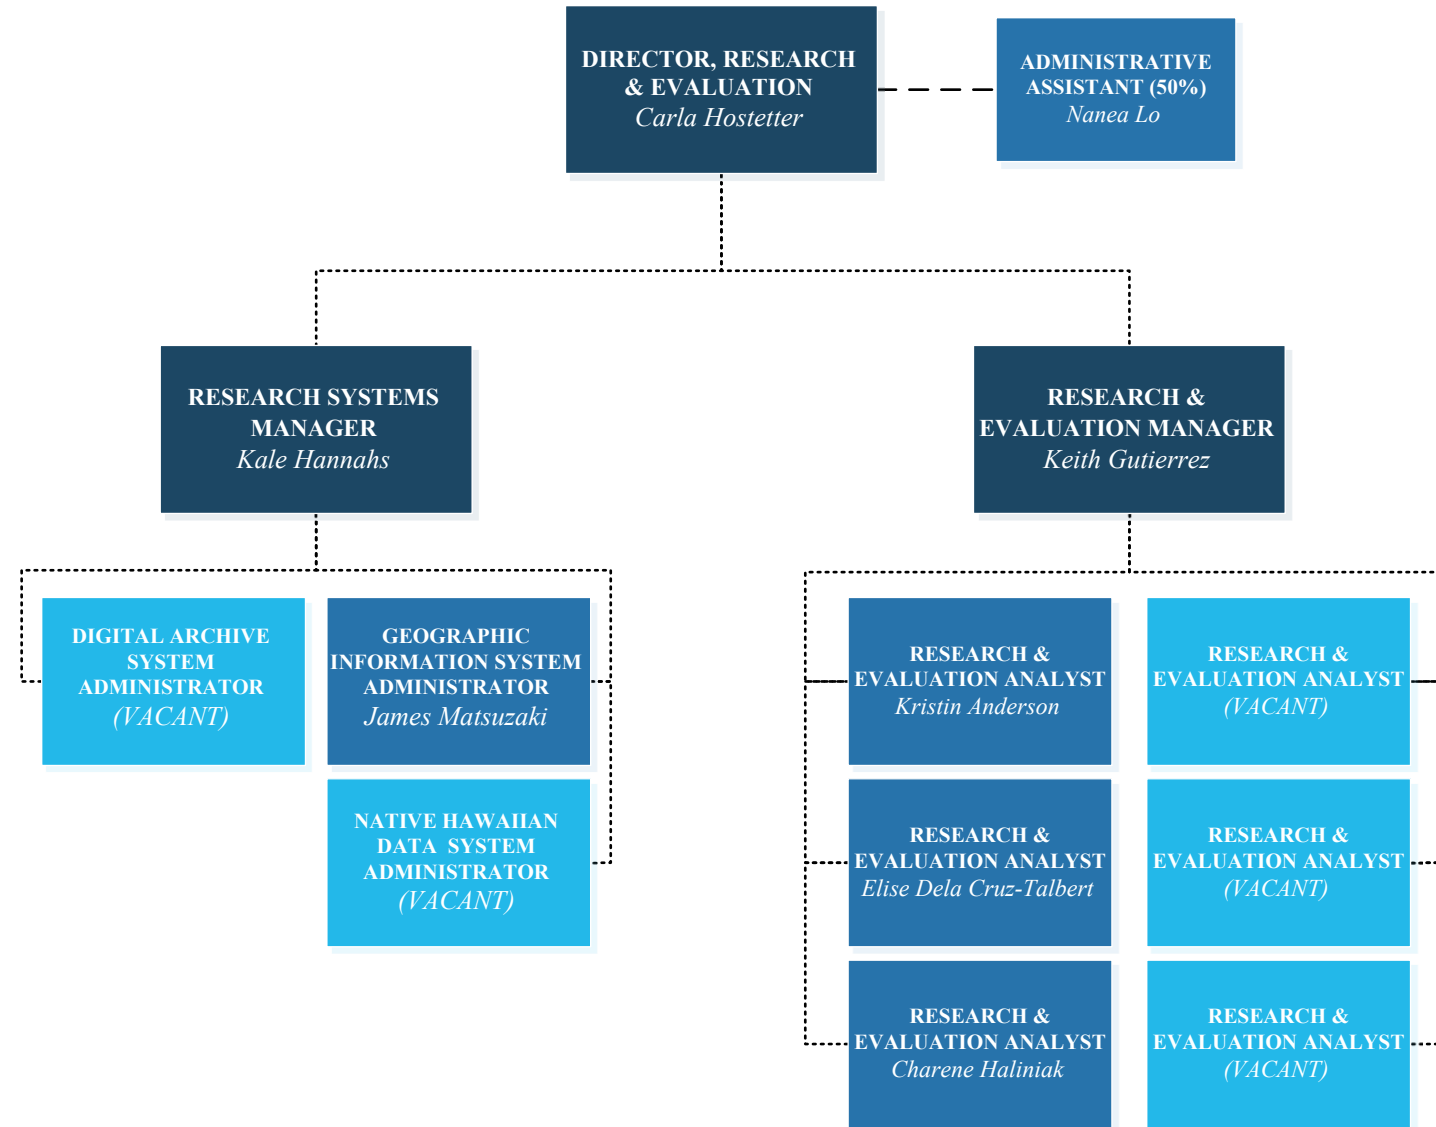 DIRECTOR, RESEARCH
& EVALUATION
Carla Hostetter
ADMINISTRATIVE
ASSISTANT (50%)
Nanea Lo
RESEARCH SYSTEMS
MANAGER
Kale Hannahs
RESEARCH &
EVALUATION MANAGER
Keith Gutierrez
DIGITAL ARCHIVE
SYSTEM
ADMINISTRATOR
(VACANT)
GEOGRAPHIC
INFORMATION SYSTEM
ADMINISTRATOR
James Matsuzaki
NATIVE HAWAIIAN
DATA  SYSTEM
ADMINISTRATOR
(VACANT)
RESEARCH &
EVALUATION ANALYST
Kristin Anderson
RESEARCH &
EVALUATION ANALYST
(VACANT)
RESEARCH &
EVALUATION ANALYST
Elise Dela Cruz-Talbert
RESEARCH &
EVALUATION ANALYST
(VACANT)
RESEARCH &
EVALUATION ANALYST
Charene Haliniak
RESEARCH &
EVALUATION ANALYST
(VACANT)